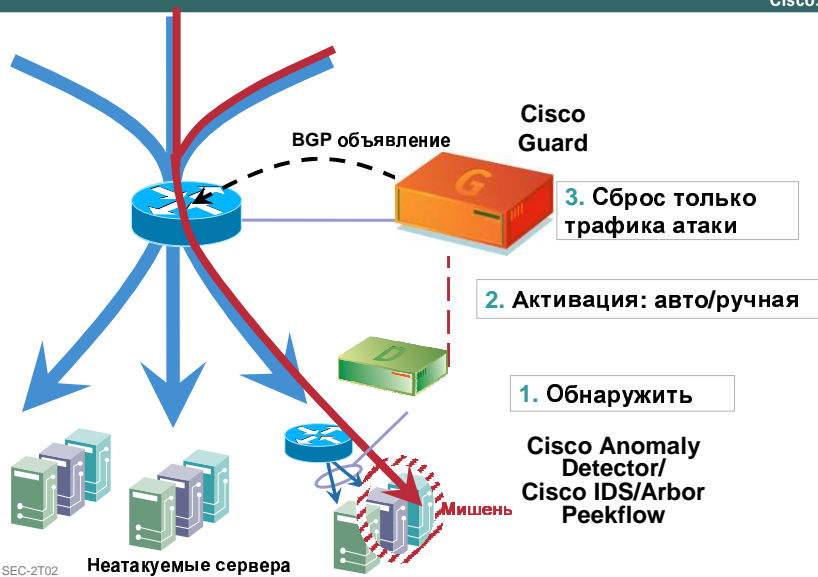 Cisco.
Cisco
Guard
BGP объявление
G
3. Сброс только
трафика атаки
2. Активация: авто/ручная
D
1. Обнаружить
Cisco Anomaly
Detector/
Cisco IDS/Arbor
Peekflow
Мишень
Неатакуемые сервера
SEC-2T02